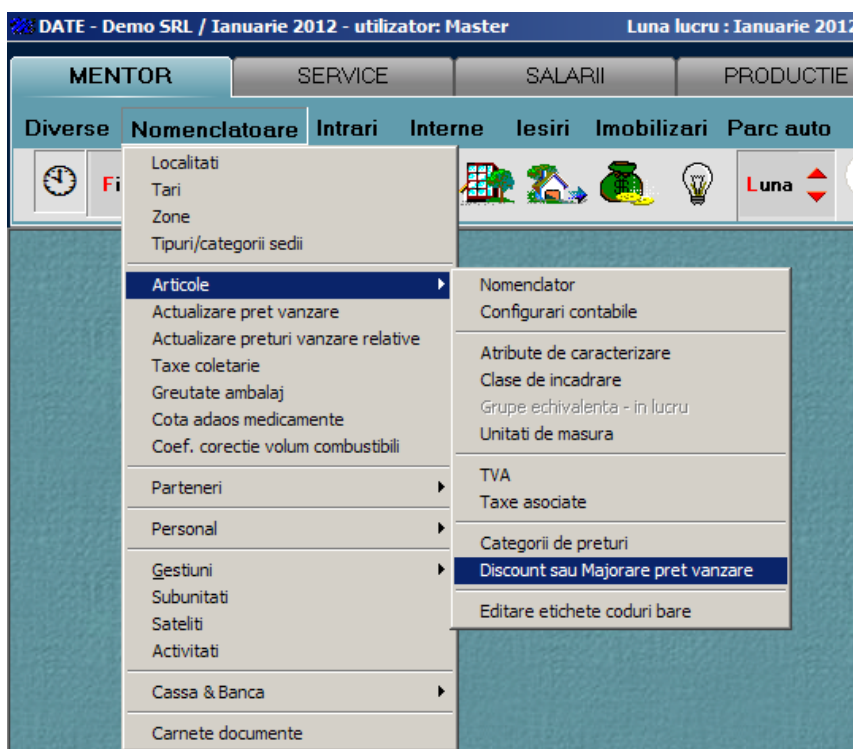 DATE - Demo SRL / Ianuarie 2012 - utilizator: Master Luna lucru : Ianuarie 2012
MENTOR SERVICE SALARII PRODUCTIE
Diverse Nomenclatoare Intrari Interne Iesiri Imobilizari Parc auto
Fi Luna
Localitati
Tari
Zone
Tipuri/categorii sedii
Articole
Actualizare pret vanzare
Actualizare preturi vanzare relative
Taxe coletarie
Greutate ambalaj
Cota adaos medicamente
Coef. corectie volum combustibili
Parteneri
Personal
Gestiuni
Subunitati
Sateliti
Activitati
Cassa & Banca
Carnete documente
Nomenclator
Configurari contabile
Atribute de caracterizare
Clase de incadrare
Grupe echivalenta - in lucru
Unitati de masura
TVA
Taxe asociate
Categorii de preturi
Discount sau Majorare pret vanzare
Editare etichete coduri bare